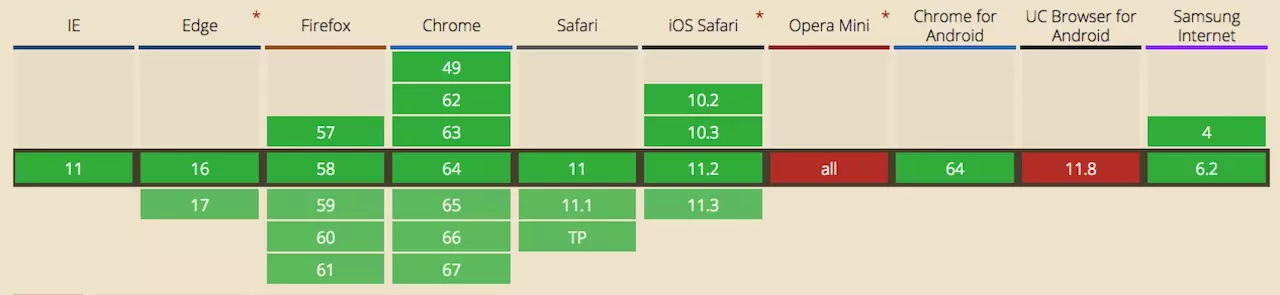 IE Edge * Firefox Chrome Safari iOS Safari * Opera Mini * Chrome for Android UC Browser for Android Samsung Internet
49
62 10.2
57 63 10.3 4
11 16 58 64 11 11.2 all 64 11.8 6.2
17 59 65 11.1 11.3
60 66 TP
61 67